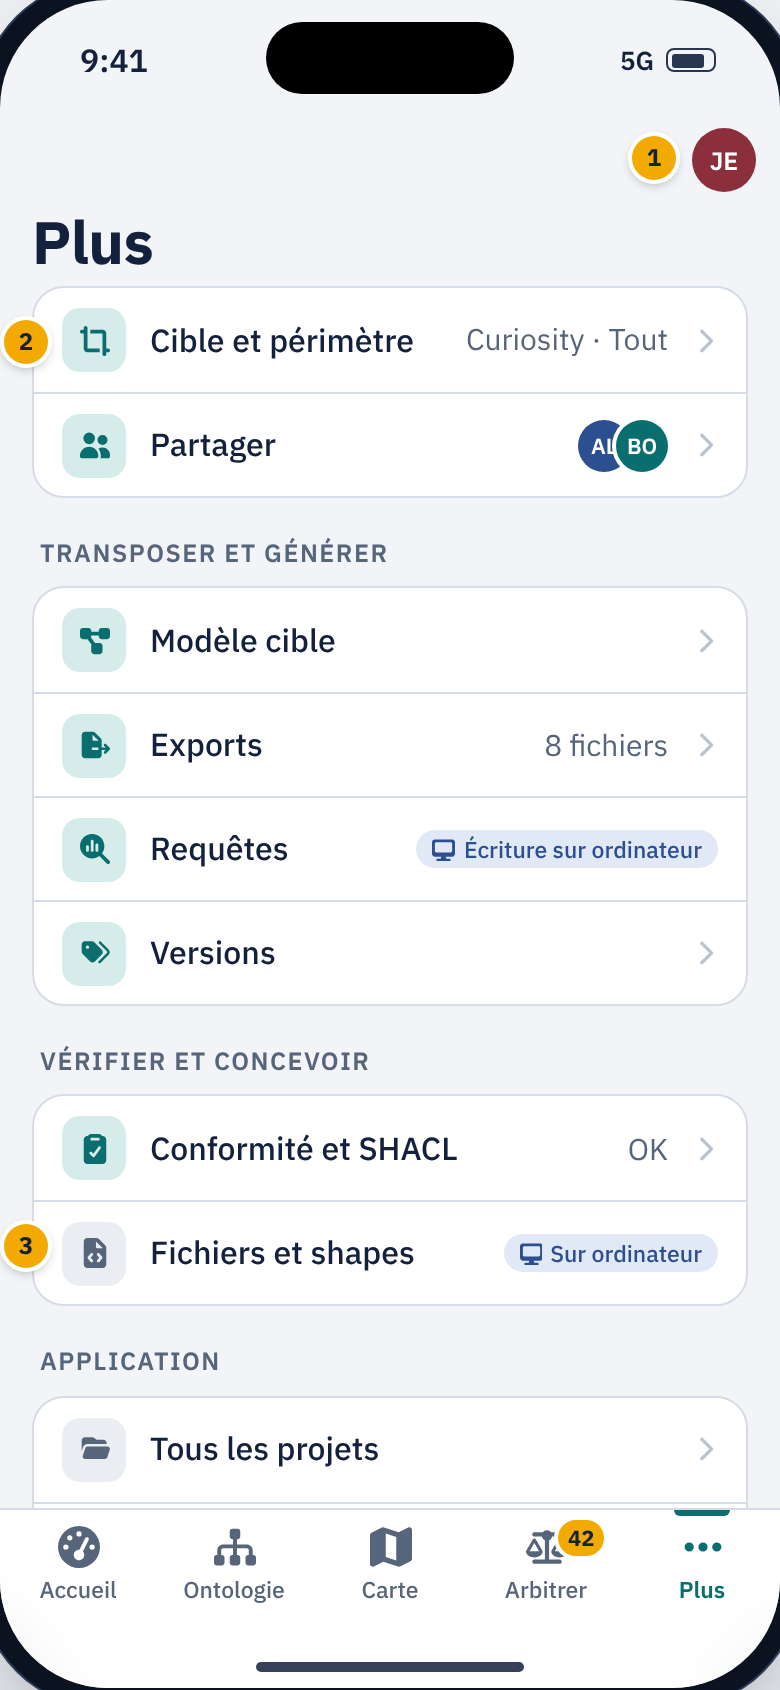 9:41
5G
1
JE
Plus
2
Cible et périmètre
Curiosity · Tout
Partager
AL
BO
TRANSPOSER ET GÉNÉRER
Modèle cible
Exports
8 fichiers
Requêtes
Écriture sur ordinateur
Versions
VÉRIFIER ET CONCEVOIR
Conformité et SHACL
OK
3
Fichiers et shapes
Sur ordinateur
APPLICATION
Tous les projets
42
Accueil
Ontologie
Carte
Arbitrer
Plus